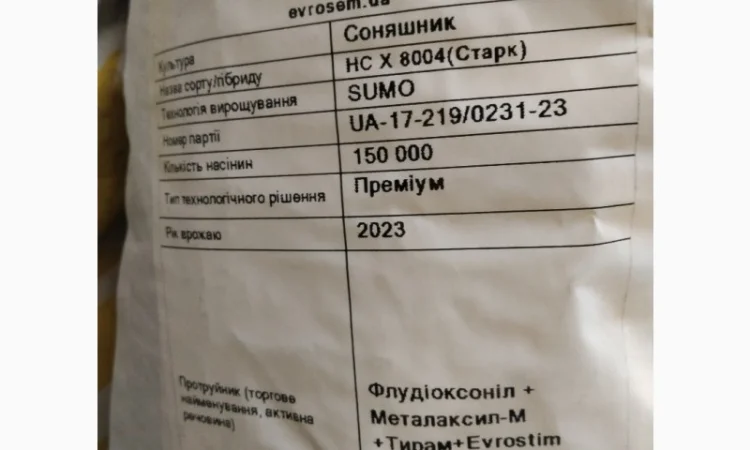 evrosem.ua
Культура Соняшник
Назва сорту/гібриду НС Х 8004(Старк)
Технологія вирощування SUMO
Номер партії UA-17-219/0231-23
Кількість насінин 150 000
Тип технологічного рішення Преміум
Рік врожаю 2023
Протруйник (торгове Флудіоксоніл +
найменування, активна Металаксил-М
речовина) +Тирам+Evrostim